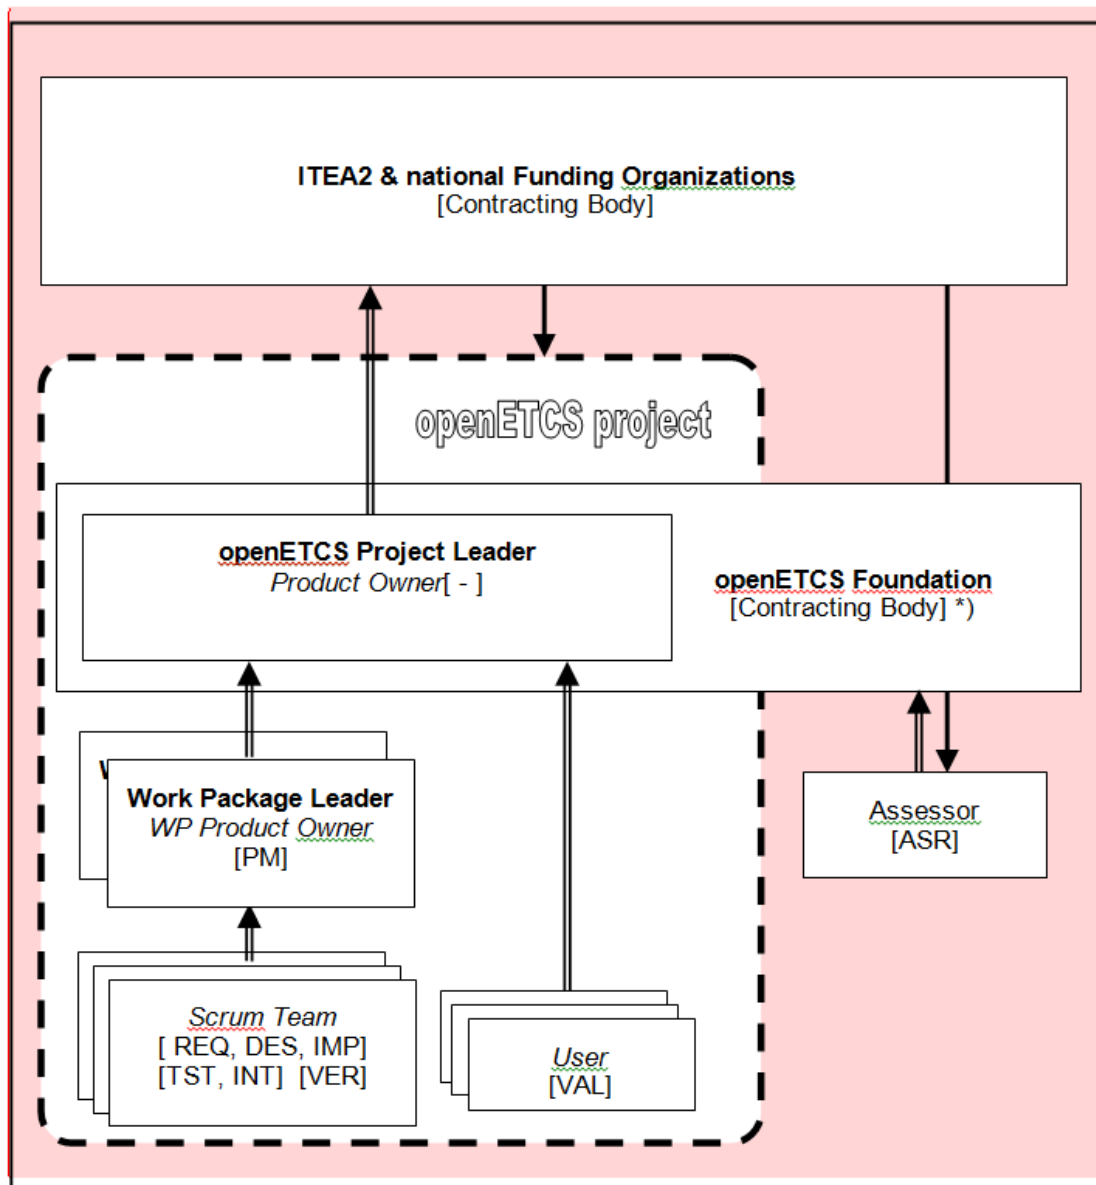 ITEA2 & national Funding Organizations
[Contracting Body]
openETCS project
openETCS Project Leader
Product Owner[ - ]
openETCS Foundation
[Contracting Body] *)
Work Package Leader
WP Product Owner
[PM]
Assessor
[ASR]
Scrum Team
[ REQ, DES, IMP]
[TST, INT] [VER]
User
[VAL]